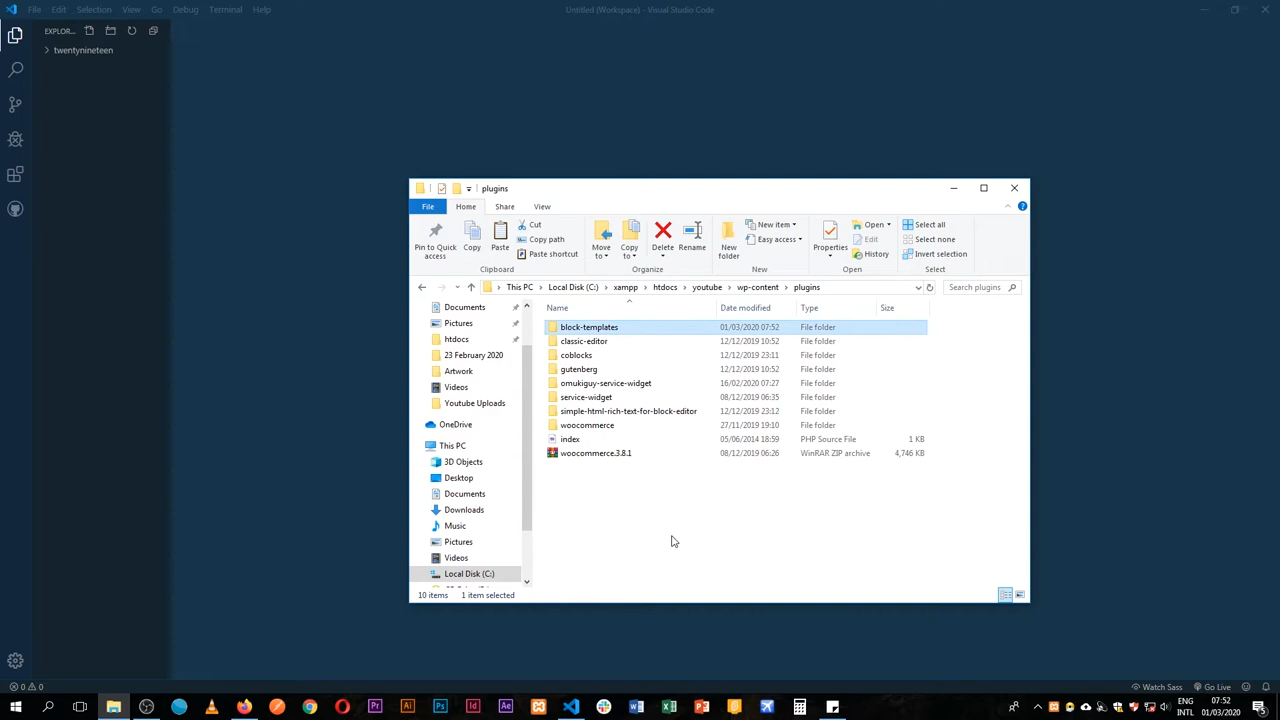 File Edit Selection View Go Debug Terminal Help
Untitled (Workspace) - Visual Studio Code
EXPLOR...
twentynineteen
plugins
File Home Share View
Pin to Quick access
Copy
Paste
Cut
Copy path
Paste shortcut
Clipboard
Move to
Copy to
Delete
Rename
Organize
New folder
New item
Easy access
New
Properties
Open
Edit
History
Open
Select all
Select none
Invert selection
Select
This PC Local Disk (C:) xampp htdocs youtube wp-content plugins
Search plugins
Documents
Pictures
htdocs
23 February 2020
Artwork
Videos
Youtube Uploads
OneDrive
This PC
3D Objects
Desktop
Documents
Downloads
Music
Pictures
Videos
Local Disk (C:)
Name Date modified Type Size
block-templates 01/03/2020 07:52 File folder
classic-editor 12/12/2019 10:52 File folder
coblocks 12/12/2019 23:11 File folder
gutenberg 12/12/2019 10:52 File folder
omukiguy-service-widget 16/02/2020 07:27 File folder
service-widget 08/12/2019 06:35 File folder
simple-html-rich-text-for-block-editor 12/12/2019 23:12 File folder
woocommerce 27/11/2019 19:10 File folder
index 05/06/2014 18:59 PHP Source File 1 KB
woocommerce.3.8.1 08/12/2019 06:26 WinRAR ZIP archive 4,746 KB
10 items 1 item selected
0 0
Watch Sass Go Live
Pr Ai Ps Id Ae
ENG 07:52
INTL 01/03/2020